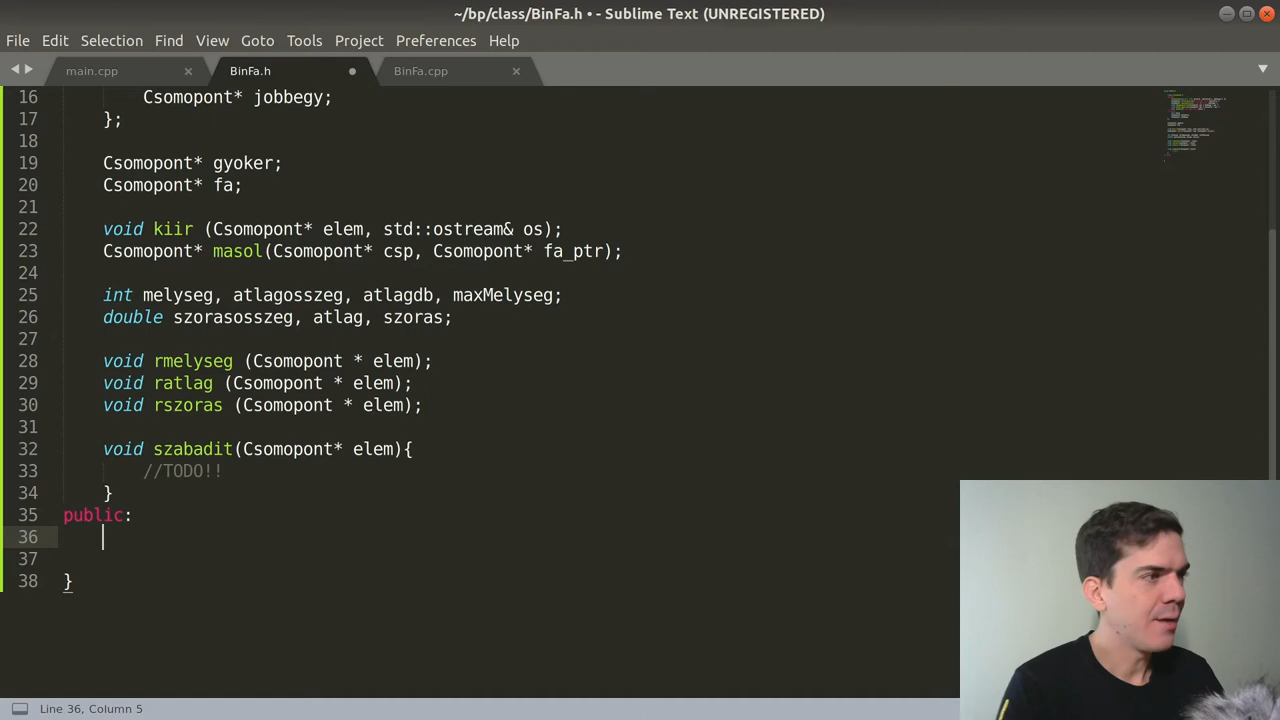 ~/bp/class/BinFa.h • - Sublime Text (UNREGISTERED)
File Edit Selection Find View Goto Tools Project Preferences Help
main.cpp × BinFa.h BinFa.cpp ×
16 Csomopont* jobbegy;
17 };
18
19 Csomopont* gyoker;
20 Csomopont* fa;
21
22 void kiir (Csomopont* elem, std::ostream& os);
23 Csomopont* masol(Csomopont* csp, Csomopont* fa_ptr);
24
25 int melyseg, atlagosszeg, atlagdb, maxMelyseg;
26 double szorasosszeg, atlag, szoras;
27
28 void rmelyseg (Csomopont * elem);
29 void ratlag (Csomopont * elem);
30 void rszoras (Csomopont * elem);
31
32 void szabadit(Csomopont* elem){
33 //TODO!!
34 }
35 public:
36
37
38 }
Line 36, Column 5